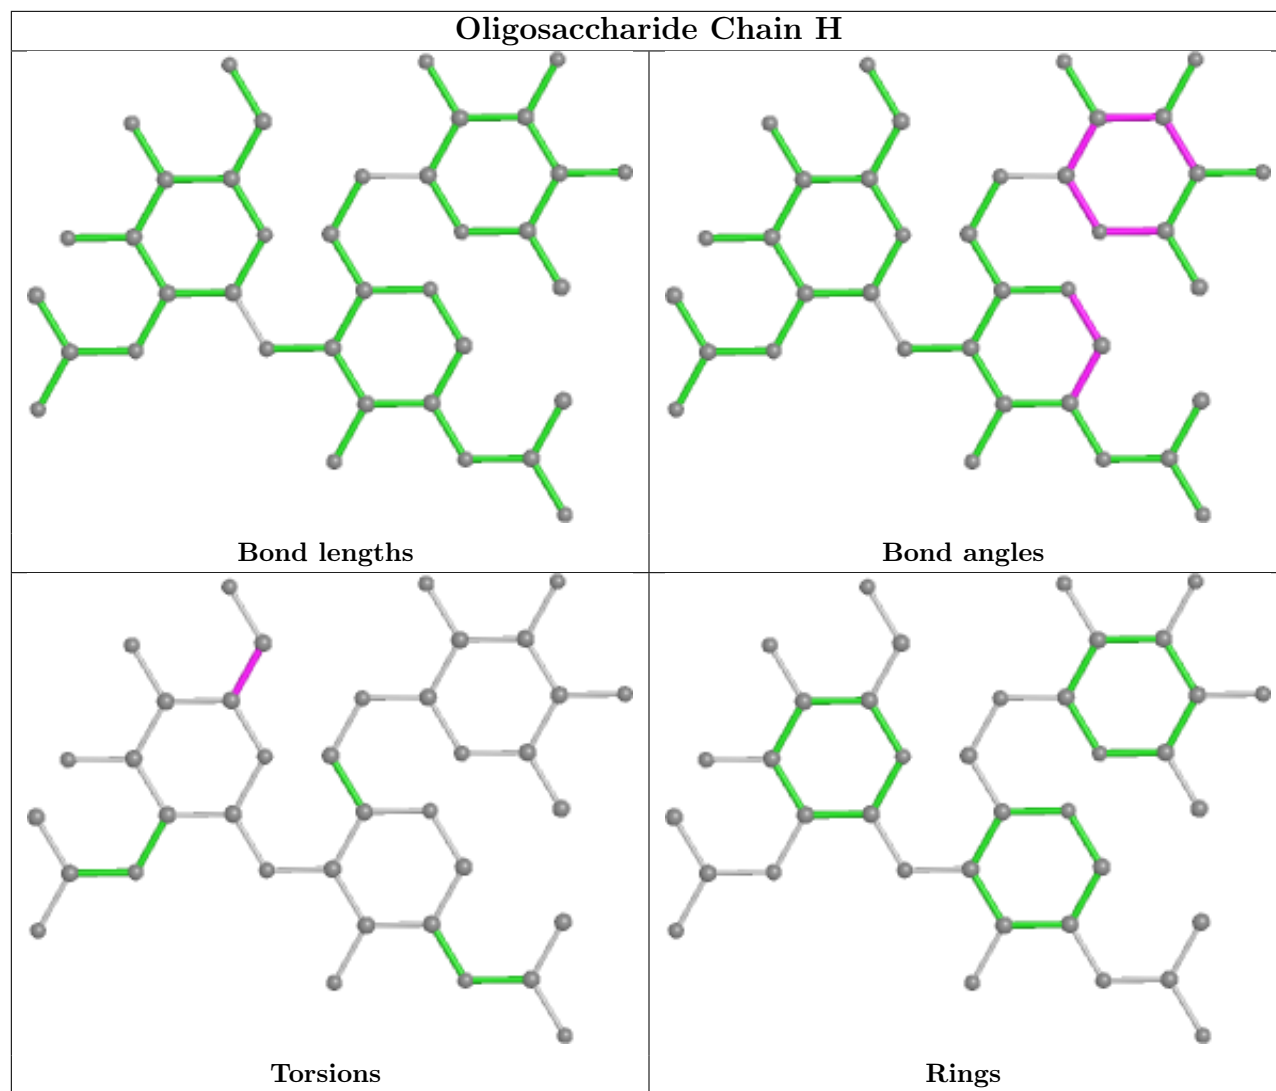 Oligosaccharide Chain H
Bond lengths
Bond angles
Torsions
Rings